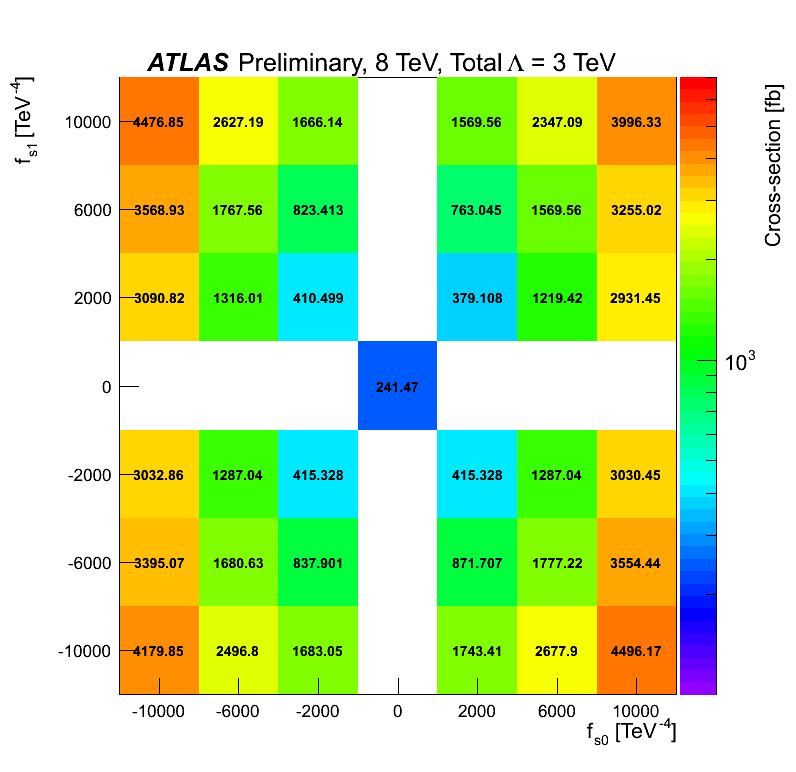 ATLAS Preliminary, 8 TeV, Total Λ = 3 TeV
f_s1 [TeV^-4]
Cross-section [fb]
10000 4476.85 2627.19 1666.14 1569.56 2347.09 3996.33
6000 3568.93 1767.56 823.413 763.045 1569.56 3255.02
2000 3090.82 1316.01 410.499 379.108 1219.42 2931.45
10^3
0 241.47
-2000 3032.86 1287.04 415.328 415.328 1287.04 3030.45
-6000 3395.07 1680.63 837.901 871.707 1777.22 3554.44
-10000 4179.85 2496.8 1683.05 1743.41 2677.9 4496.17
-10000 -6000 -2000 0 2000 6000 10000
f_s0 [TeV^-4]